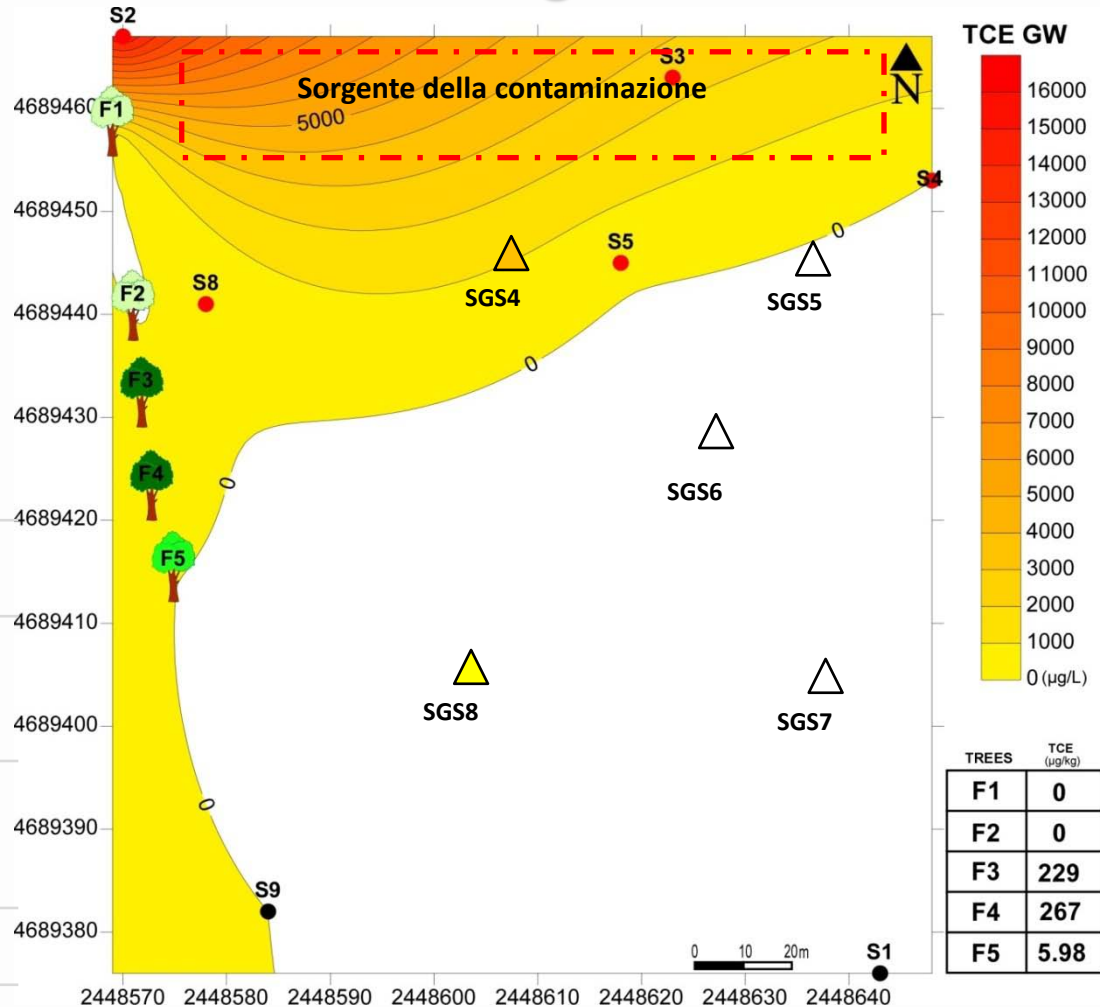 S2
TCE GW
S3
Sorgente della contaminazione
N
F1
5000
S4
0
S5
SGS4
SGS5
S8
F2
0
F3
SGS6
F4
0
F5
SGS8
SGS7
0
S9
S1
0 10 20m
4689460
4689450
4689440
4689430
4689420
4689410
4689400
4689390
4689380
2448570 2448580 2448590 2448600 2448610 2448620 2448630 2448640
16000
15000
14000
13000
12000
11000
10000
9000
8000
7000
6000
5000
4000
3000
2000
1000
0 (µg/L)
TREES TCE (µg/kg)
F1 0
F2 0
F3 229
F4 267
F5 5.98